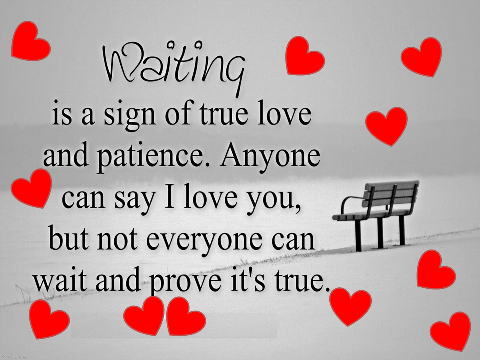 Waiting
is a sign of true love
and patience. Anyone
can say I love you,
but not everyone can
wait and prove it's true.